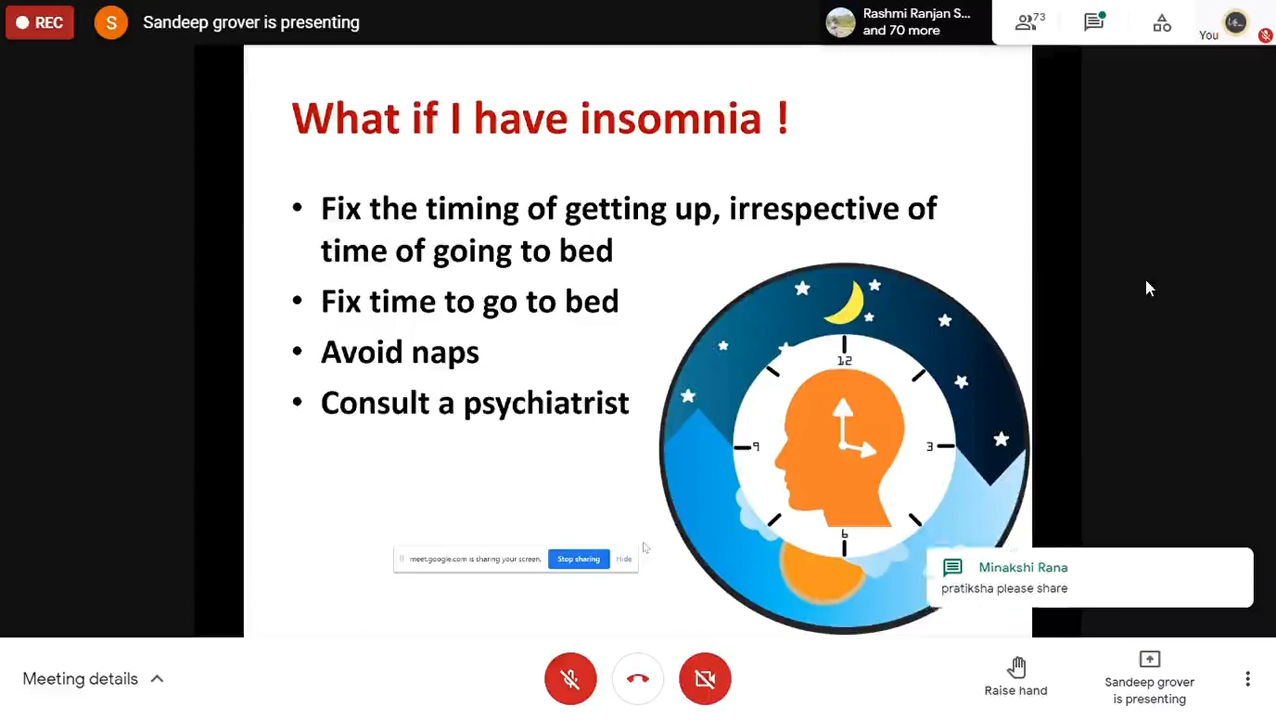 REC
S
Sandeep grover is presenting
Rashmi Ranjan S...
and 70 more
73
You
What if I have insomnia !
• Fix the timing of getting up, irrespective of
time of going to bed
• Fix time to go to bed
• Avoid naps
• Consult a psychiatrist
12
9
3
6
meet.google.com is sharing your screen.
Stop sharing
Hide
Minakshi Rana
pratiksha please share
Meeting details
Raise hand
Sandeep grover
is presenting